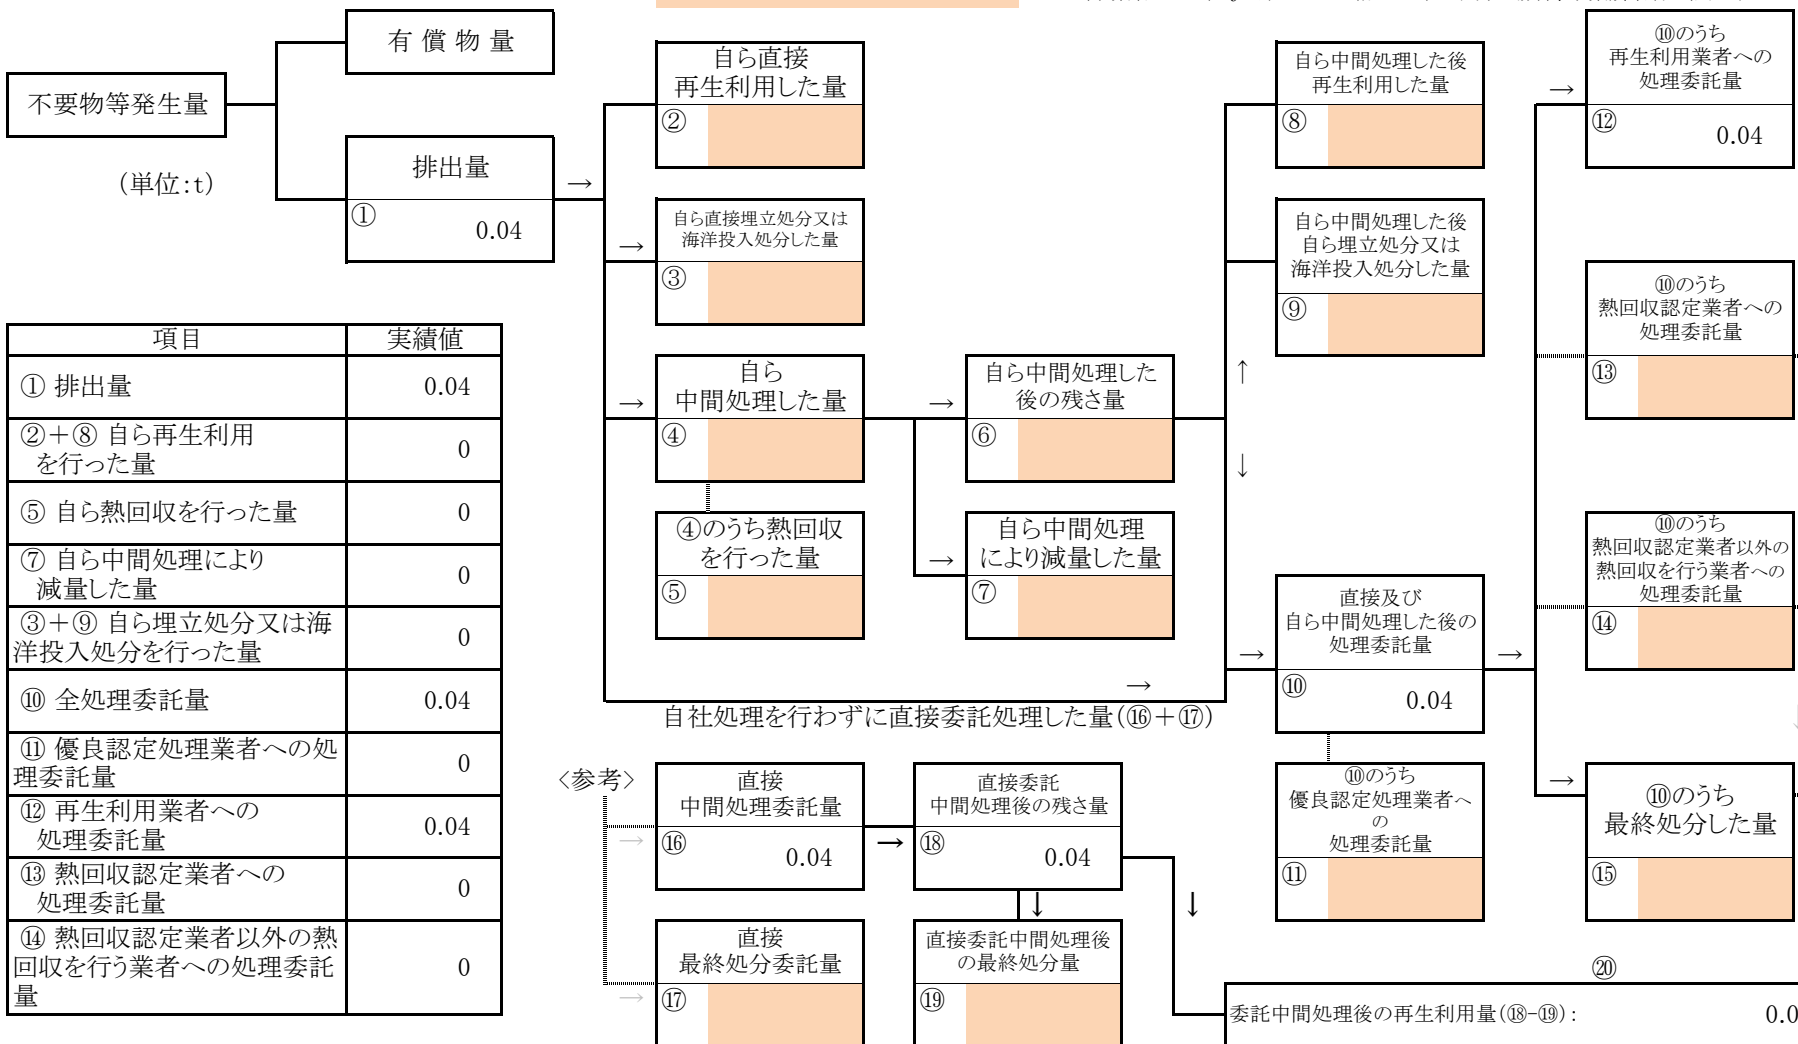 有 償 物 量
不要物等発生量
(単位:t)
排出量
→
①
0.04
自ら直接
再生利用した量
②
自ら直接埋立処分又は
海洋投入処分した量
→
③
自ら
中間処理した量
→
④
④のうち熱回収
を行った量
⑤
自ら中間処理した
後の残さ量
→
⑥
自ら中間処理
により減量した量
→
⑦
自ら中間処理した後
再生利用した量
⑧
自ら中間処理した後
自ら埋立処分又は
海洋投入処分した量
⑨
↑
↓
→
自社処理を行わずに直接委託処理した量(⑯+⑰)
直接及び
自ら中間処理した後の
処理委託量
→
→
⑩
0.04
⑩のうち
優良認定処理業者へ
の
処理委託量
⑪
⑩のうち
再生利用業者への
処理委託量
→
⑫
0.04
⑩のうち
熱回収認定業者への
処理委託量
⑬
⑩のうち
熱回収認定業者以外の
熱回収を行う業者への
処理委託量
⑭
⑩のうち
最終処分した量
→
⑮
項目 実績値
① 排出量 0.04
②+⑧ 自ら再生利用
を行った量 0
⑤ 自ら熱回収を行った量 0
⑦ 自ら中間処理により
減量した量 0
③+⑨ 自ら埋立処分又は海
洋投入処分を行った量 0
⑩ 全処理委託量 0.04
⑪ 優良認定処理業者への処
理委託量 0
⑫ 再生利用業者への
処理委託量 0.04
⑬ 熱回収認定業者への
処理委託量 0
⑭ 熱回収認定業者以外の熱
回収を行う業者への処理委託
量 0
<参考>
直接
中間処理委託量
→
⑯
0.04
→
直接委託
中間処理後の残さ量
⑱
0.04
↓
↓
直接
最終処分委託量
→
⑰
直接委託中間処理後
の最終処分量
⑲
⑳
委託中間処理後の再生利用量(⑱-⑲):